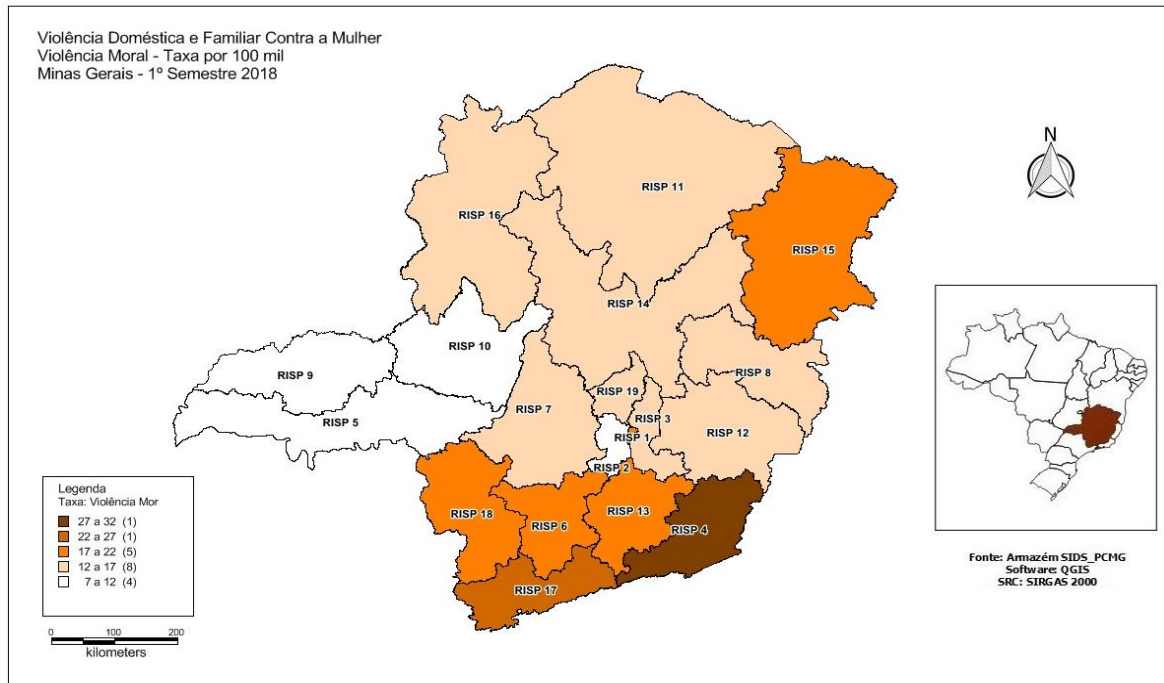 Violência Doméstica e Familiar Contra a Mulher
Violência Moral - Taxa por 100 mil
Minas Gerais - 1º Semestre 2018
N
RISP 11
RISP 16
RISP 15
RISP 14
RISP 10
RISP 9
RISP 8
RISP 19
RISP 7
RISP 3
RISP 5
RISP 12
RISP 1
RISP 2
RISP 18
RISP 6
RISP 13
RISP 4
RISP 17
Legenda
Taxa: Violência Mor
27 a 32 (1)
22 a 27 (1)
17 a 22 (5)
12 a 17 (8)
7 a 12 (4)
0 100 200
kilometers
Fonte: Armazém SIDS_PCMG
Software: QGIS
SRC: SIRGAS 2000